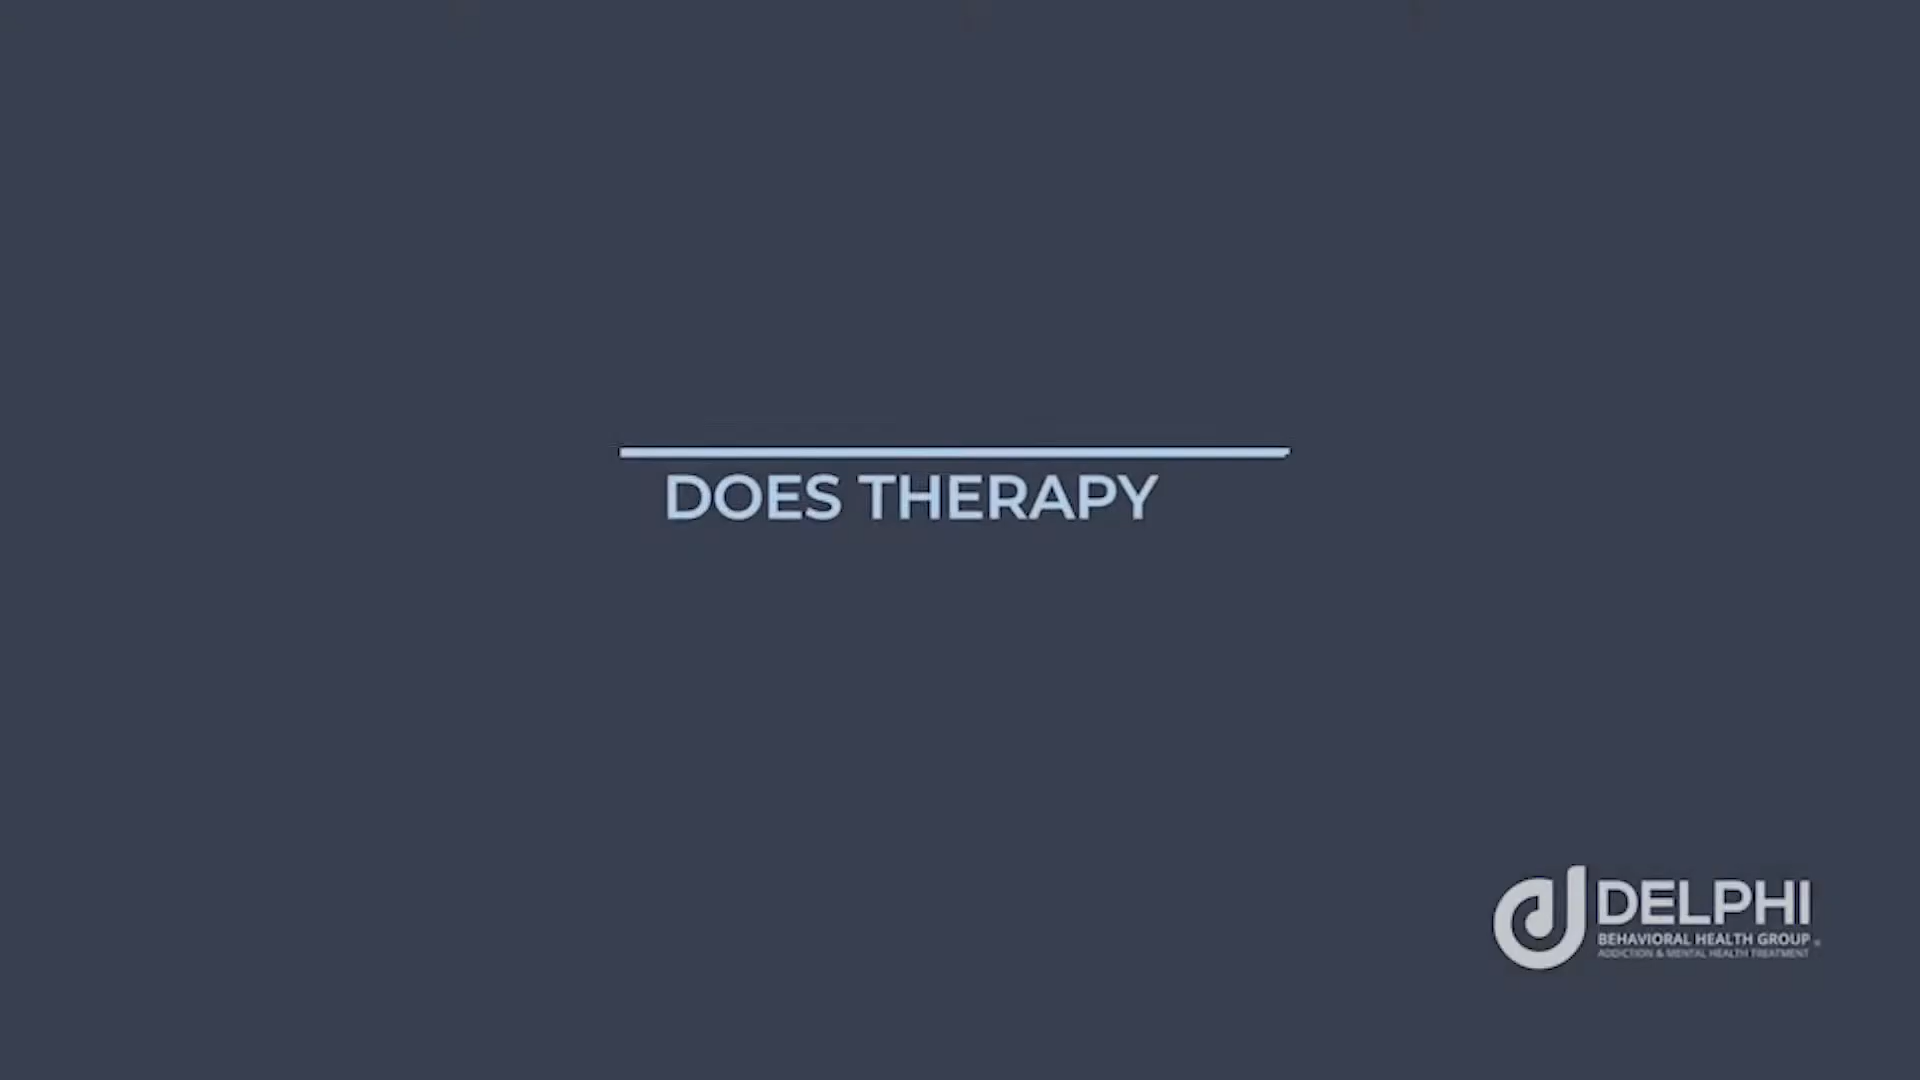 DOES THERAPY
DELPHI
BEHAVIORAL HEALTH GROUP
ADDICTION & MENTAL HEALTH TREATMENT